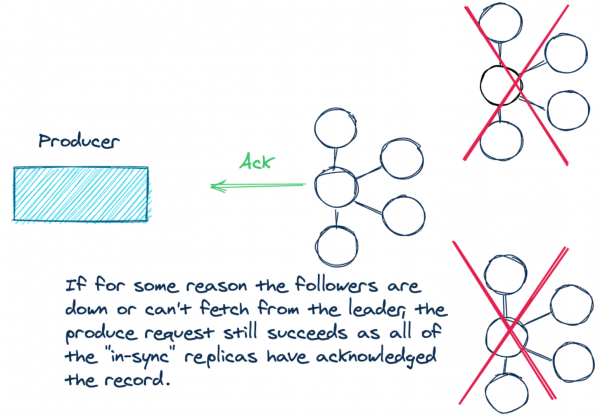 Producer
Ack
If for some reason the followers are
down or can't fetch from the leader, the
produce request still succeeds as all of
the "in-sync" replicas have acknowledged
the record.